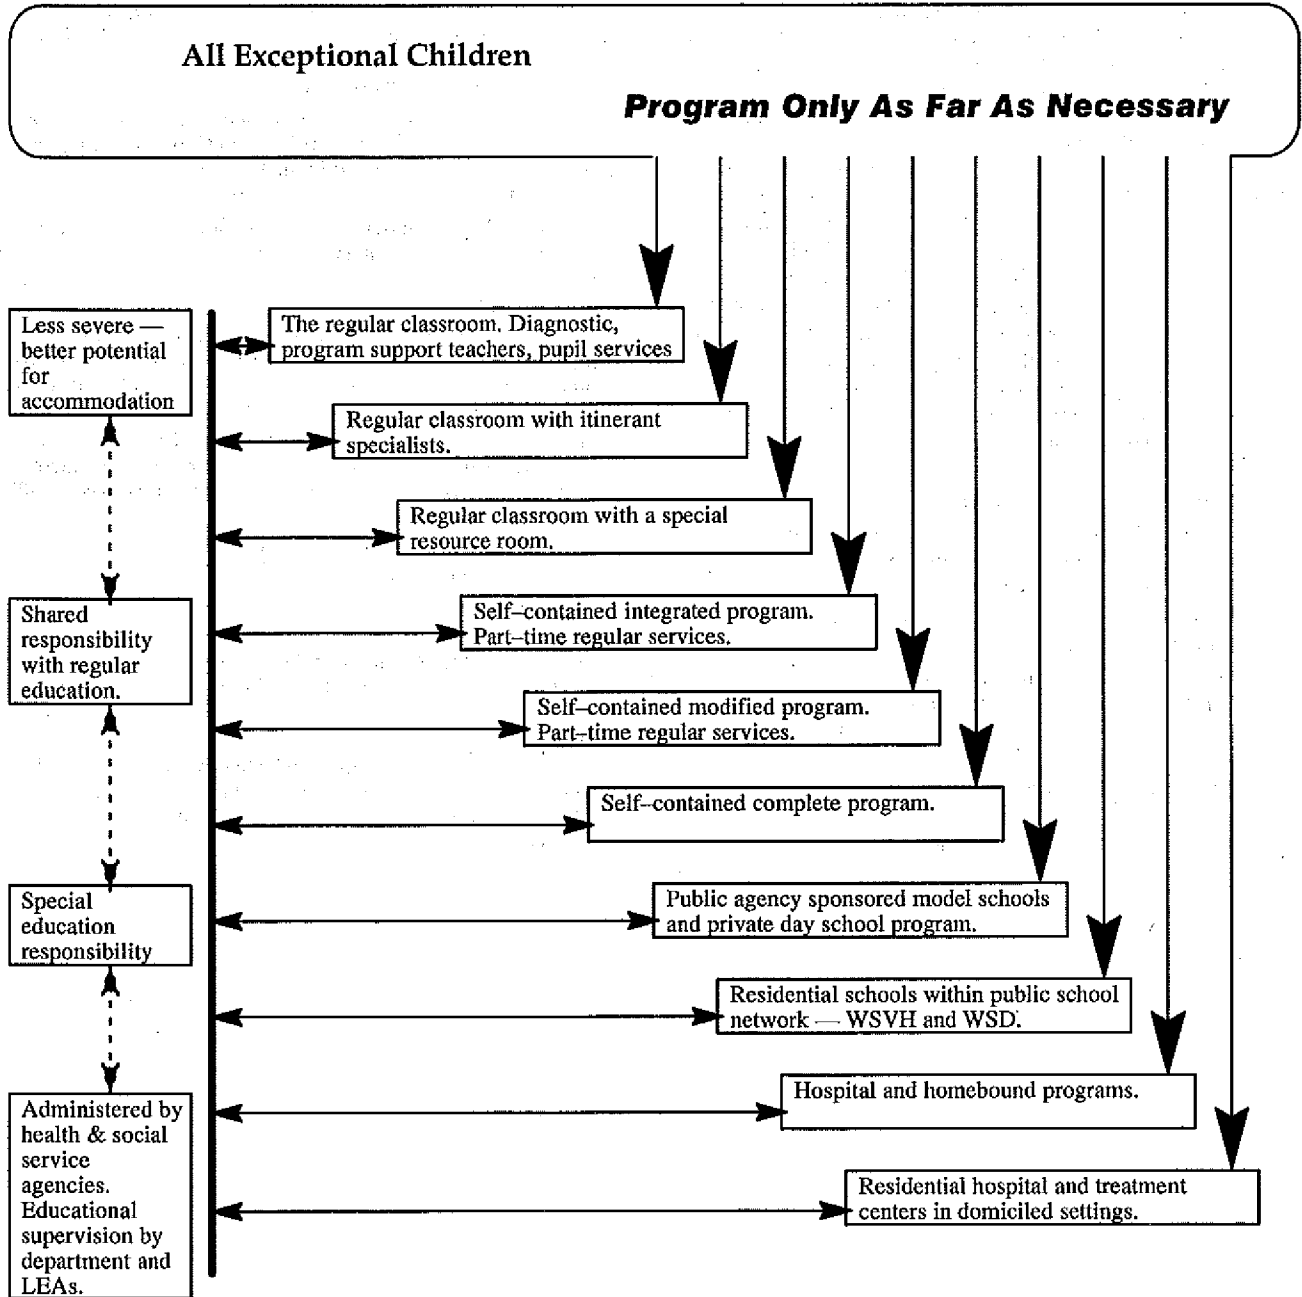 All Exceptional Children
Program Only As Far As Necessary
Less severe —
better potential
for
accommodation
The regular classroom. Diagnostic,
program support teachers, pupil services
Regular classroom with itinerant
specialists.
Regular classroom with a special
resource room.
Shared
responsibility
with regular
education.
Self–contained integrated program.
Part–time regular services.
Self–contained modified program.
Part–time regular services.
Self–contained complete program.
Special
education
responsibility
Public agency sponsored model schools
and private day school program.
Residential schools within public school
network — WSVH and WSD.
Administered by
health & social
service
agencies.
Educational
supervision by
department and
LEAs.
Hospital and homebound programs.
Residential hospital and treatment
centers in domiciled settings.